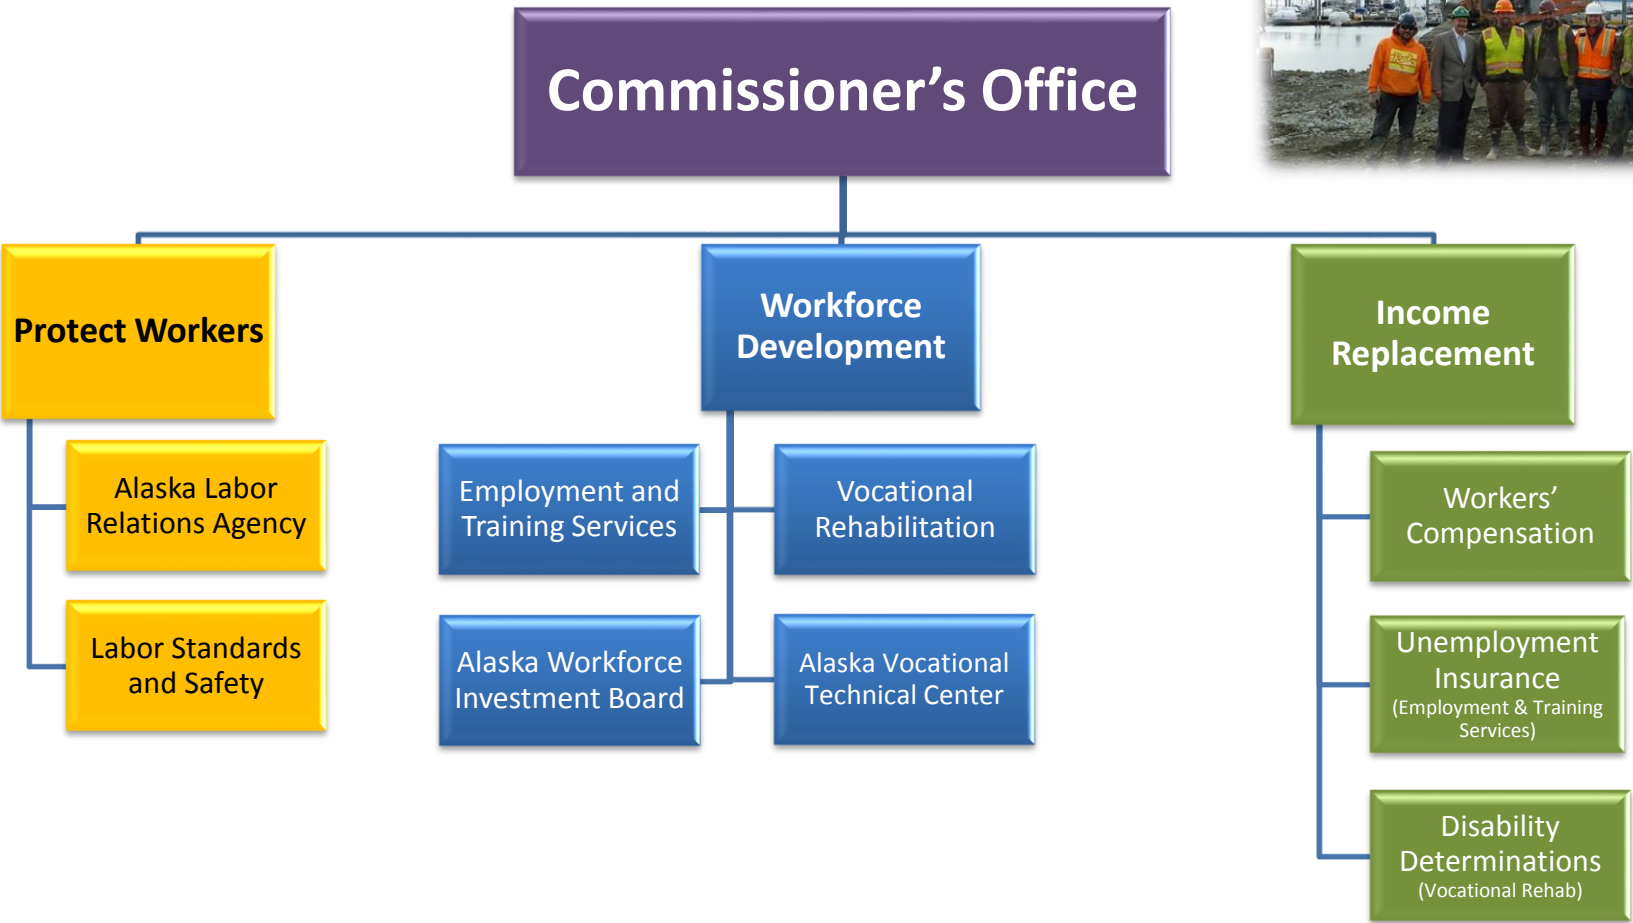 Commissioner’s Office
Protect Workers
Alaska Labor
Relations Agency
Labor Standards
and Safety
Workforce
Development
Employment and
Training Services
Vocational
Rehabilitation
Alaska Workforce
Investment Board
Alaska Vocational
Technical Center
Income
Replacement
Workers’
Compensation
Unemployment
Insurance
(Employment & Training
Services)
Disability
Determinations
(Vocational Rehab)